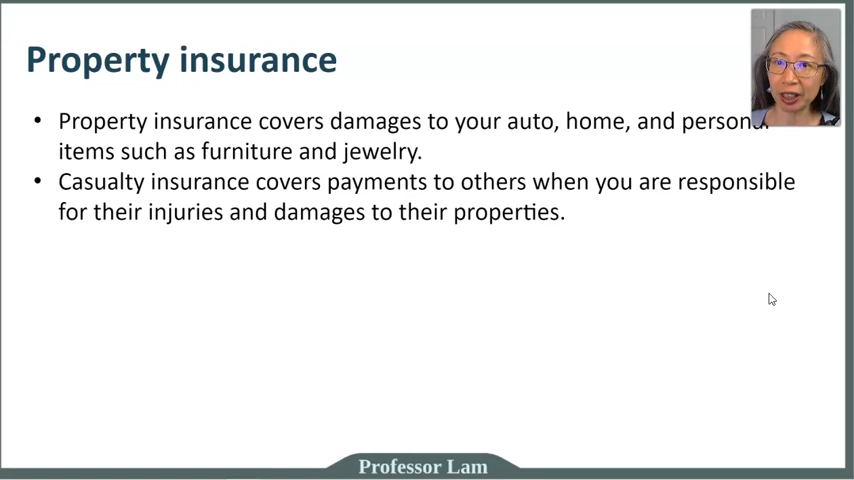 Property insurance
• Property insurance covers damages to your auto, home, and personal
items such as furniture and jewelry.
• Casualty insurance covers payments to others when you are responsible
for their injuries and damages to their properties.
Professor Lam